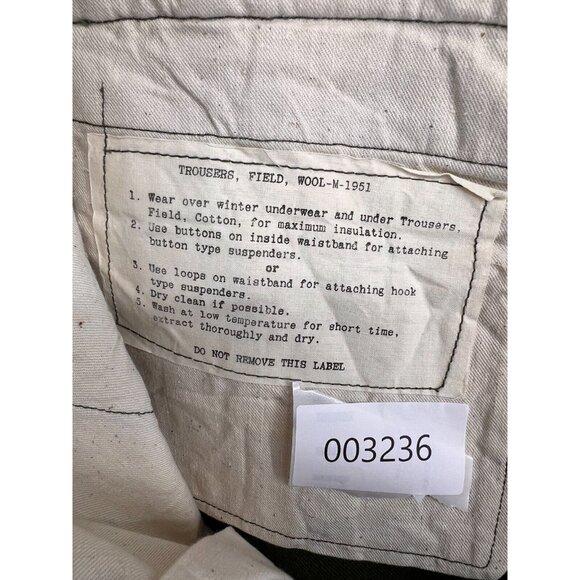 TROUSERS, FIELD, WOOL-M-1951
1. Wear over winter underwear and under Trousers,
Field, Cotton, for maximum insulation.
2. Use buttons on inside waistband for attaching
button type suspenders.
or
3. Use loops on waistband for attaching hook
type suspenders.
4. Dry clean if possible.
5. Wash at low temperature for short time,
extract thoroughly and dry.
DO NOT REMOVE THIS LABEL
003236